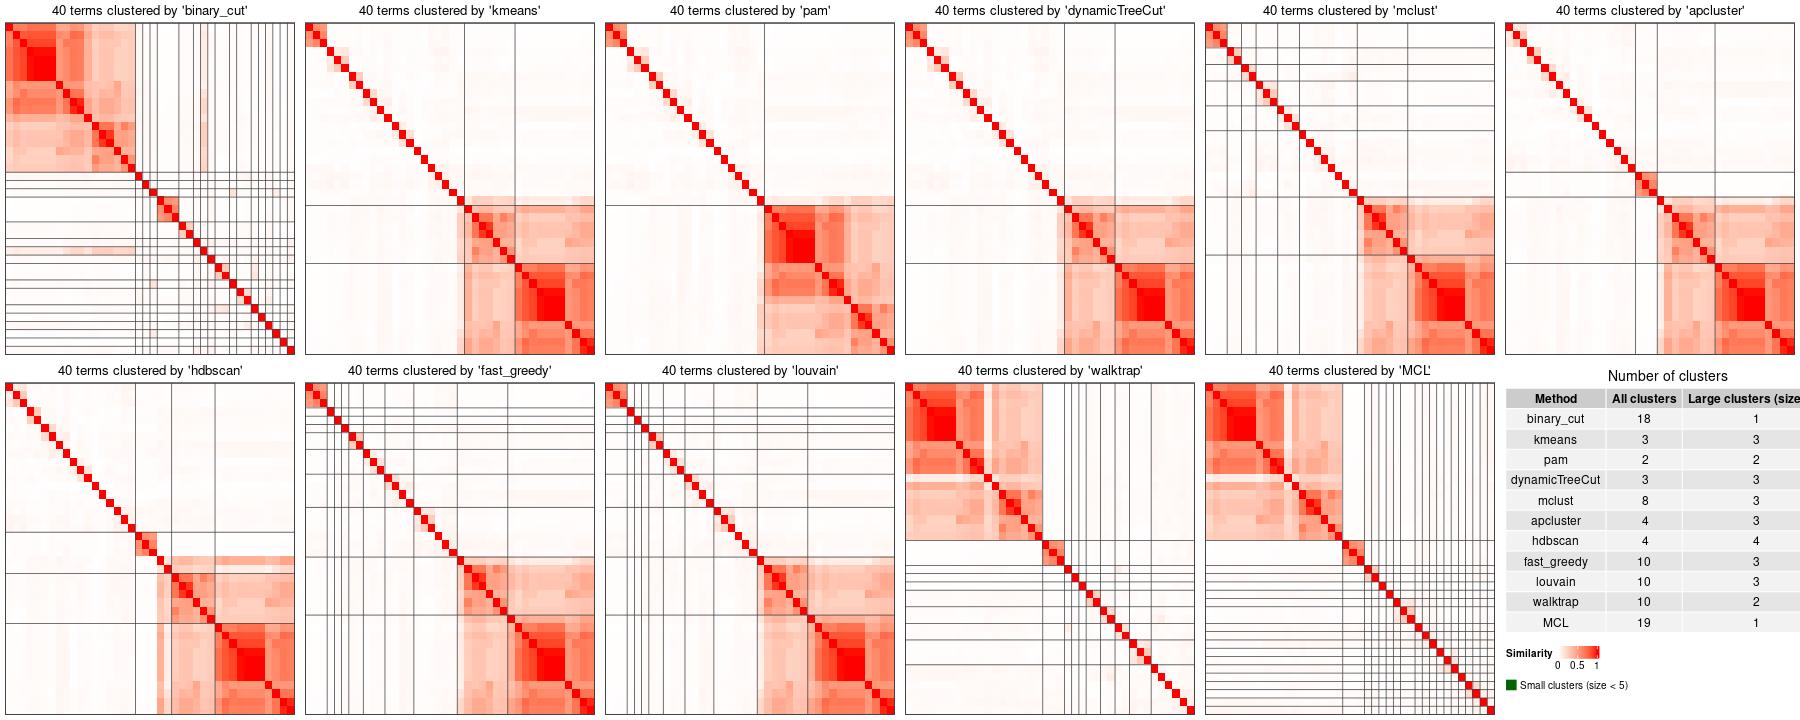 40 terms clustered by 'binary_cut'
40 terms clustered by 'kmeans'
40 terms clustered by 'pam'
40 terms clustered by 'dynamicTreeCut'
40 terms clustered by 'mclust'
40 terms clustered by 'apcluster'
40 terms clustered by 'hdbscan'
40 terms clustered by 'fast_greedy'
40 terms clustered by 'louvain'
40 terms clustered by 'walktrap'
40 terms clustered by 'MCL'
Number of clusters
Method All clusters Large clusters (size
binary_cut 18 1
kmeans 3 3
pam 2 2
dynamicTreeCut 3 3
mclust 8 3
apcluster 4 3
hdbscan 4 4
fast_greedy 10 3
louvain 10 3
walktrap 10 2
MCL 19 1
Similarity
0 0.5 1
Small clusters (size < 5)